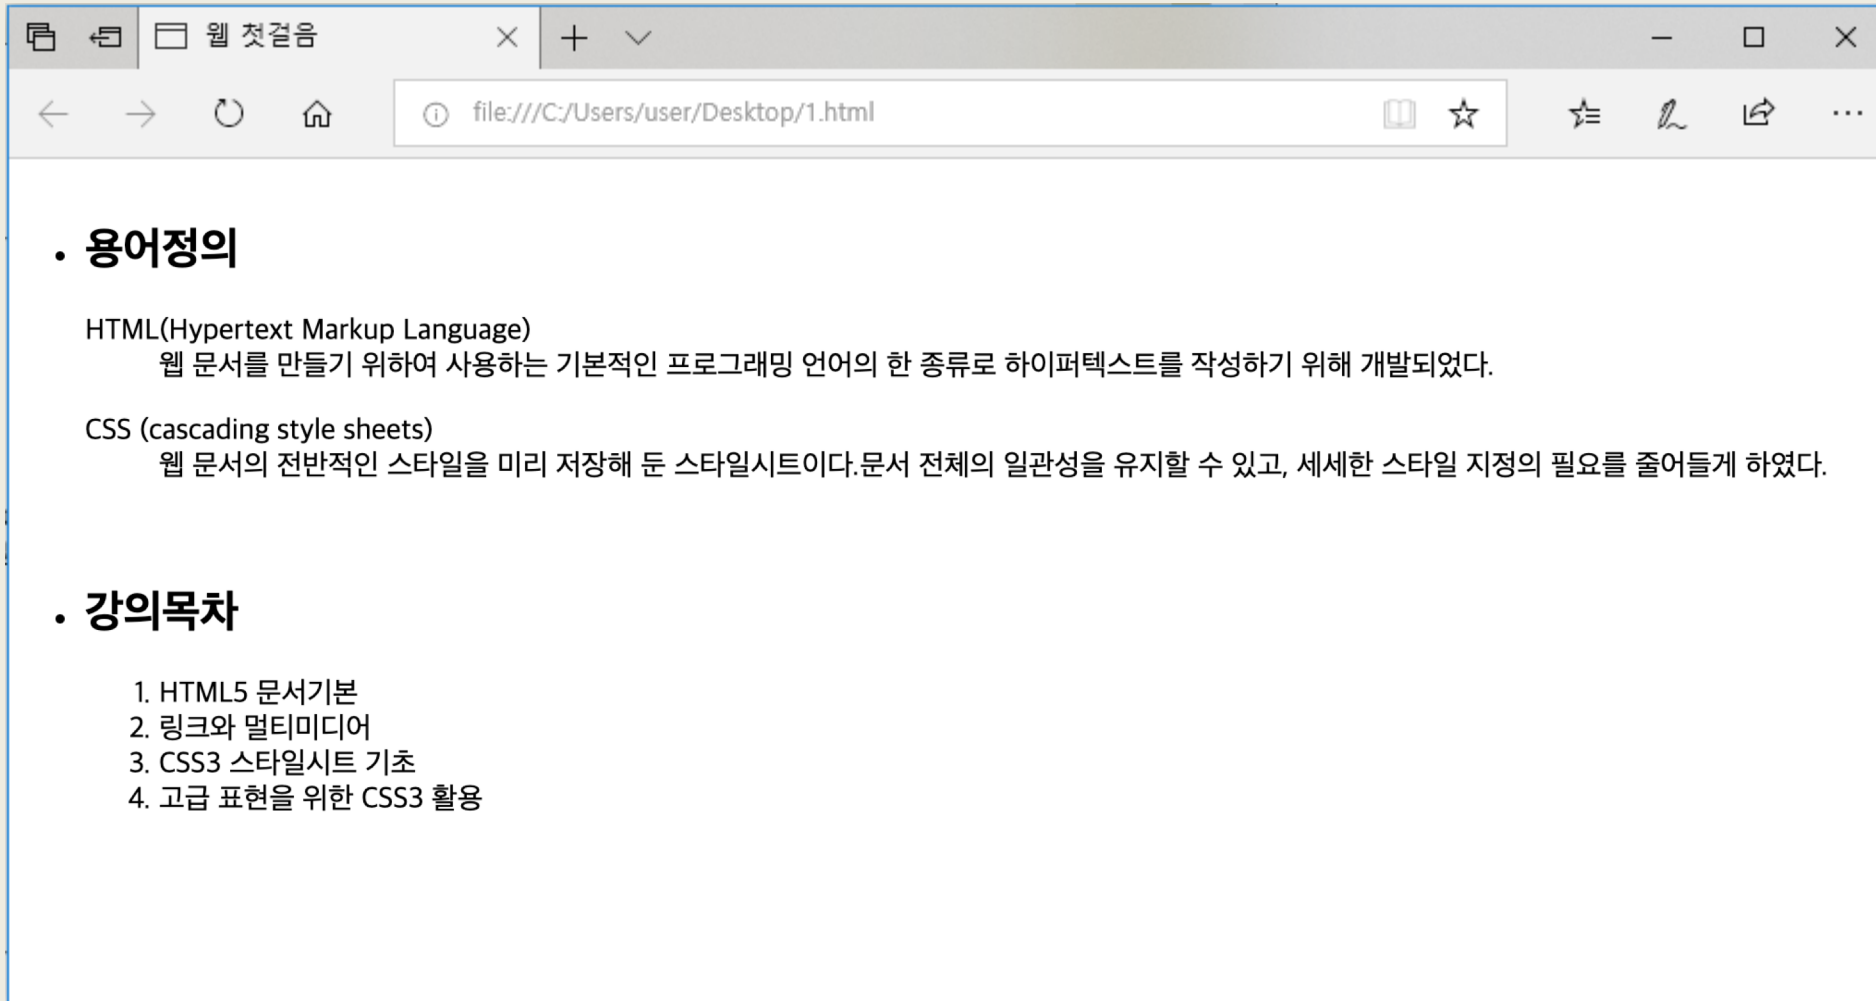 웹 첫걸음
file:///C:/Users/user/Desktop/1.html
• 용어정의
HTML(Hypertext Markup Language)
웹 문서를 만들기 위하여 사용하는 기본적인 프로그래밍 언어의 한 종류로 하이퍼텍스트를 작성하기 위해 개발되었다.
CSS (cascading style sheets)
웹 문서의 전반적인 스타일을 미리 저장해 둔 스타일시트이다.문서 전체의 일관성을 유지할 수 있고, 세세한 스타일 지정의 필요를 줄어들게 하였다.
• 강의목차
1. HTML5 문서기본
2. 링크와 멀티미디어
3. CSS3 스타일시트 기초
4. 고급 표현을 위한 CSS3 활용